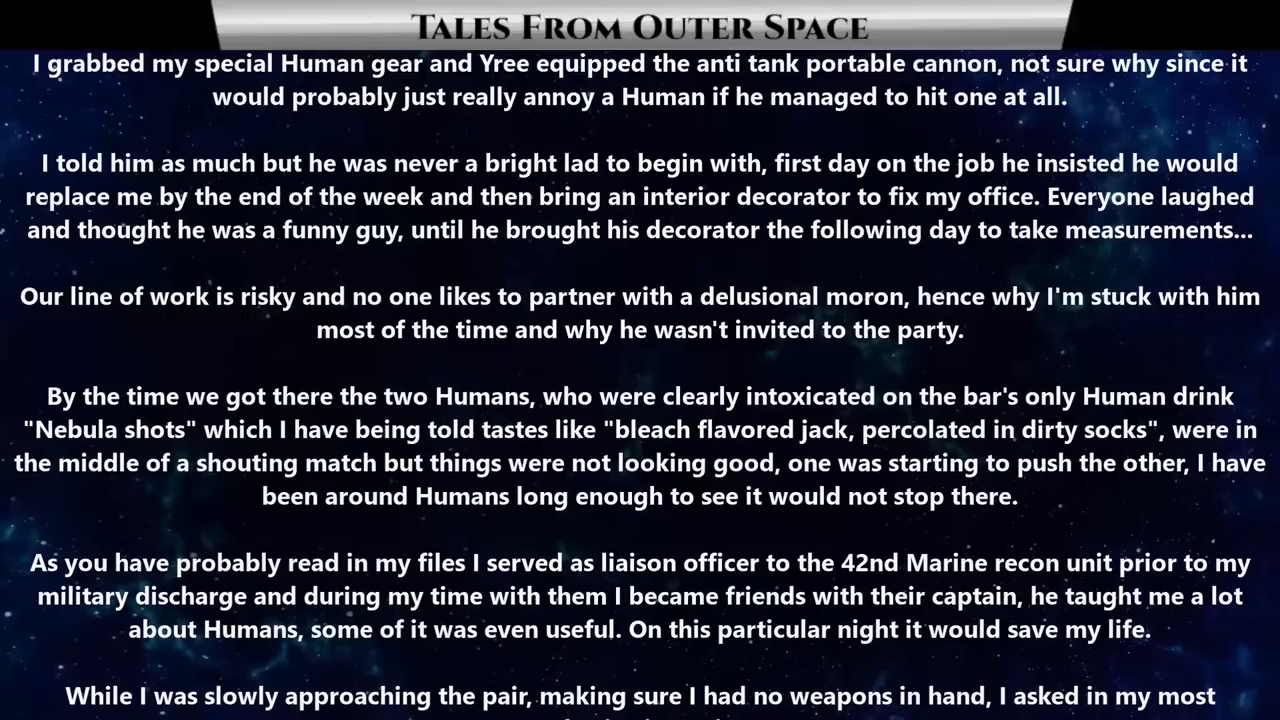 Tales From Outer Space
I grabbed my special Human gear and Yree equipped the anti tank portable cannon, not sure why since it
would probably just really annoy a Human if he managed to hit one at all.
I told him as much but he was never a bright lad to begin with, first day on the job he insisted he would
replace me by the end of the week and then bring an interior decorator to fix my office. Everyone laughed
and thought he was a funny guy, until he brought his decorator the following day to take measurements...
Our line of work is risky and no one likes to partner with a delusional moron, hence why I'm stuck with him
most of the time and why he wasn't invited to the party.
By the time we got there the two Humans, who were clearly intoxicated on the bar's only Human drink
"Nebula shots" which I have being told tastes like "bleach flavored jack, percolated in dirty socks", were in
the middle of a shouting match but things were not looking good, one was starting to push the other, I have
been around Humans long enough to see it would not stop there.
As you have probably read in my files I served as liaison officer to the 42nd Marine recon unit prior to my
military discharge and during my time with them I became friends with their captain, he taught me a lot
about Humans, some of it was even useful. On this particular night it would save my life.
While I was slowly approaching the pair, making sure I had no weapons in hand, I asked in my most